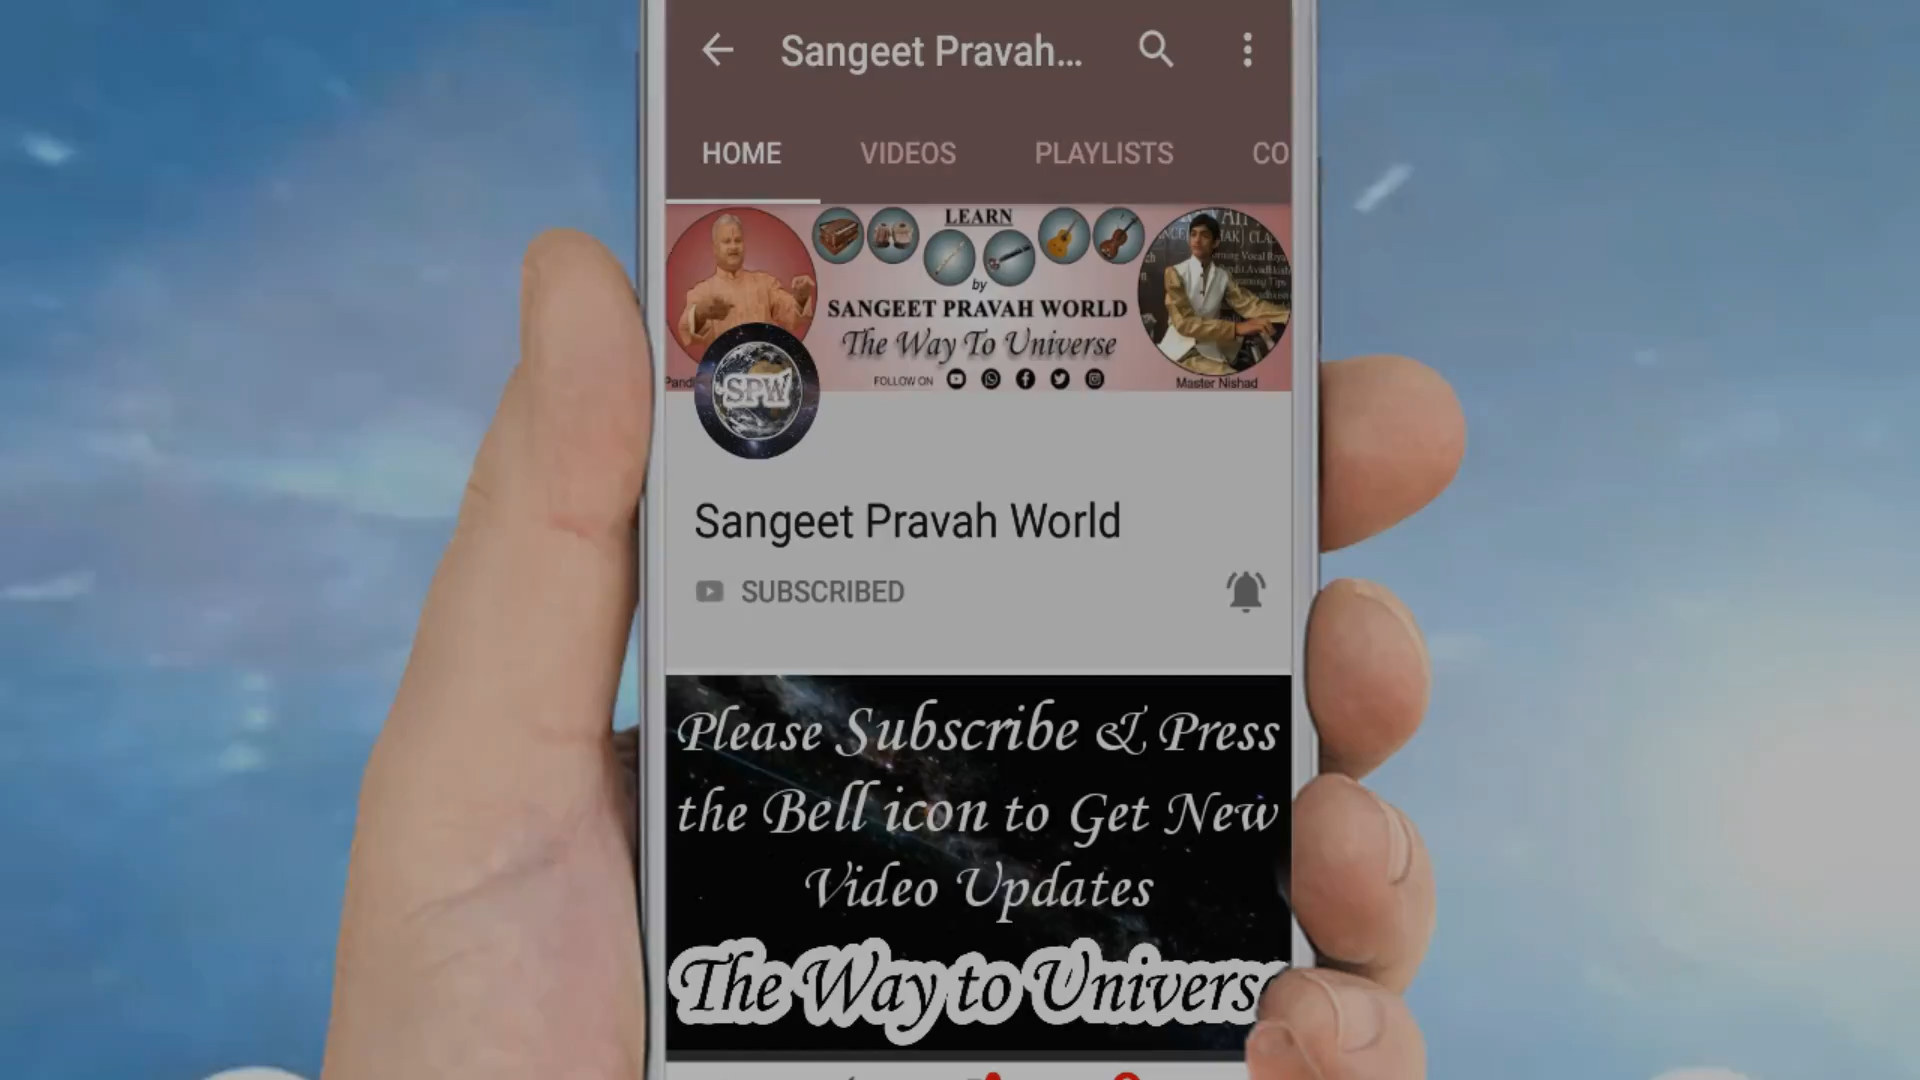 Sangeet Pravah...
HOME VIDEOS PLAYLISTS CO
LEARN
by
SANGEET PRAVAH WORLD
The Way To Universe
FOLLOW ON
Pandi
Master Nishad
SPW
Sangeet Pravah World
SUBSCRIBED
Please Subscribe & Press
the Bell icon to Get New
Video Updates
The Way to Universe